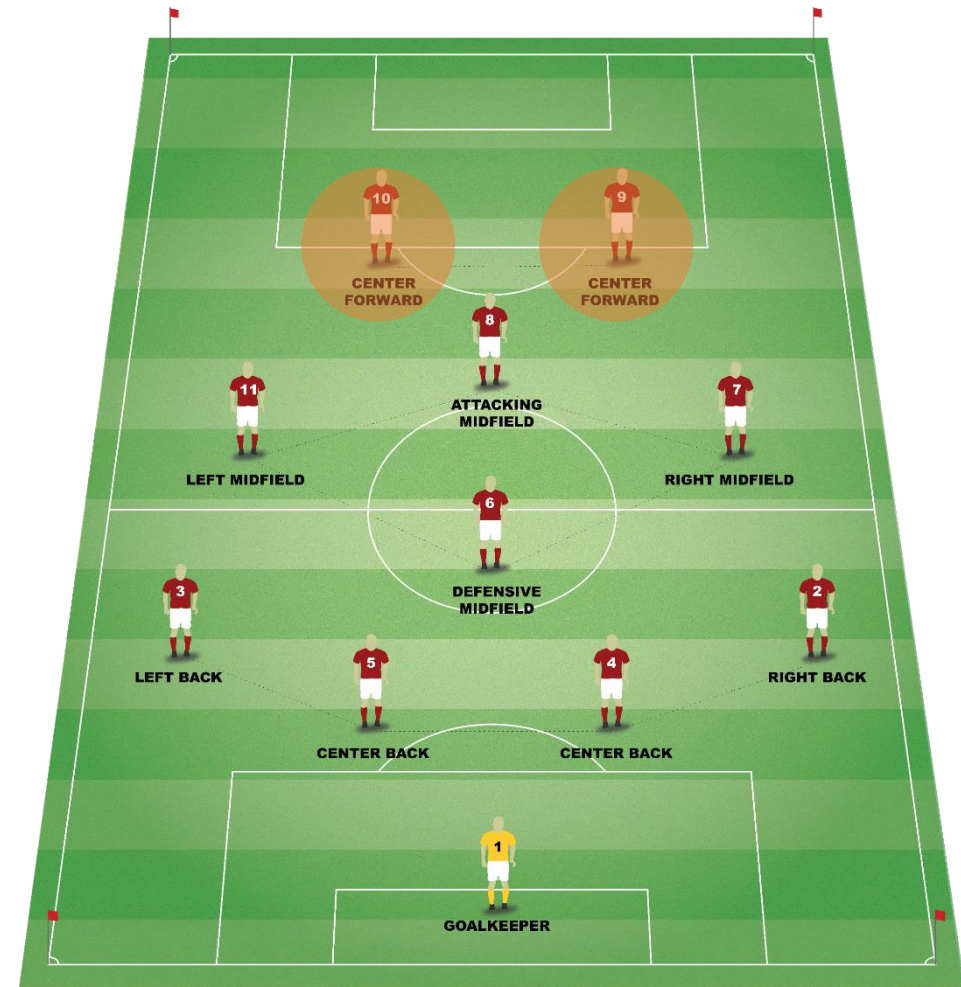 10
9
CENTER
FORWARD
CENTER
FORWARD
8
ATTACKING
MIDFIELD
11
7
LEFT MIDFIELD
RIGHT MIDFIELD
6
DEFENSIVE
MIDFIELD
3
2
LEFT BACK
RIGHT BACK
5
4
CENTER BACK
CENTER BACK
1
GOALKEEPER